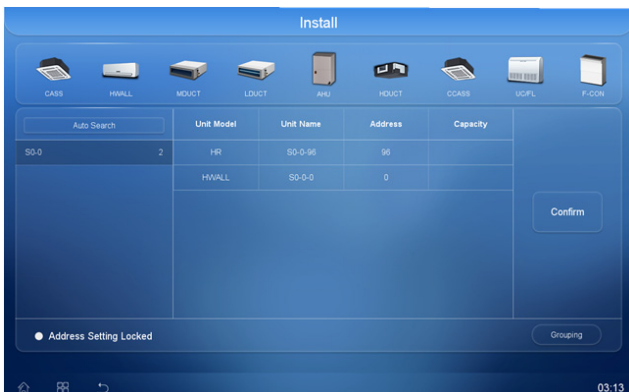 Install
CASS HWALL MDUCT LDUCT AHU HDUCT CCASS UC/FL F-CON
Auto Search Unit Model Unit Name Address Capacity
S0-0 2 HR S0-0-96 96
HWALL S0-0-0 0
Confirm
Address Setting Locked Grouping
03:13